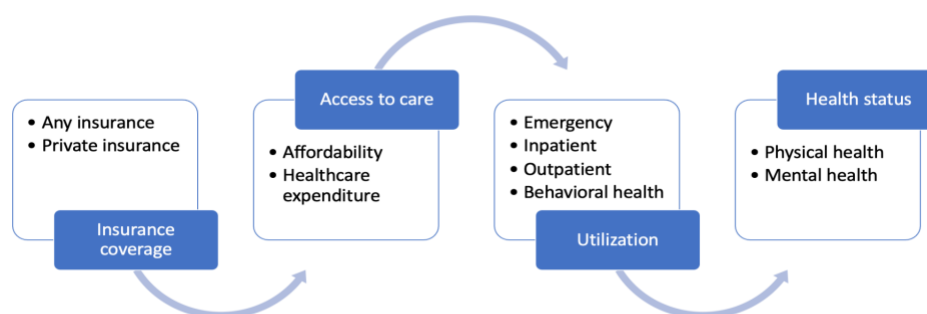 • Any insurance
• Private insurance
Insurance
coverage
Access to care
• Affordability
• Healthcare
expenditure
• Emergency
• Inpatient
• Outpatient
• Behavioral health
Utilization
Health status
• Physical health
• Mental health